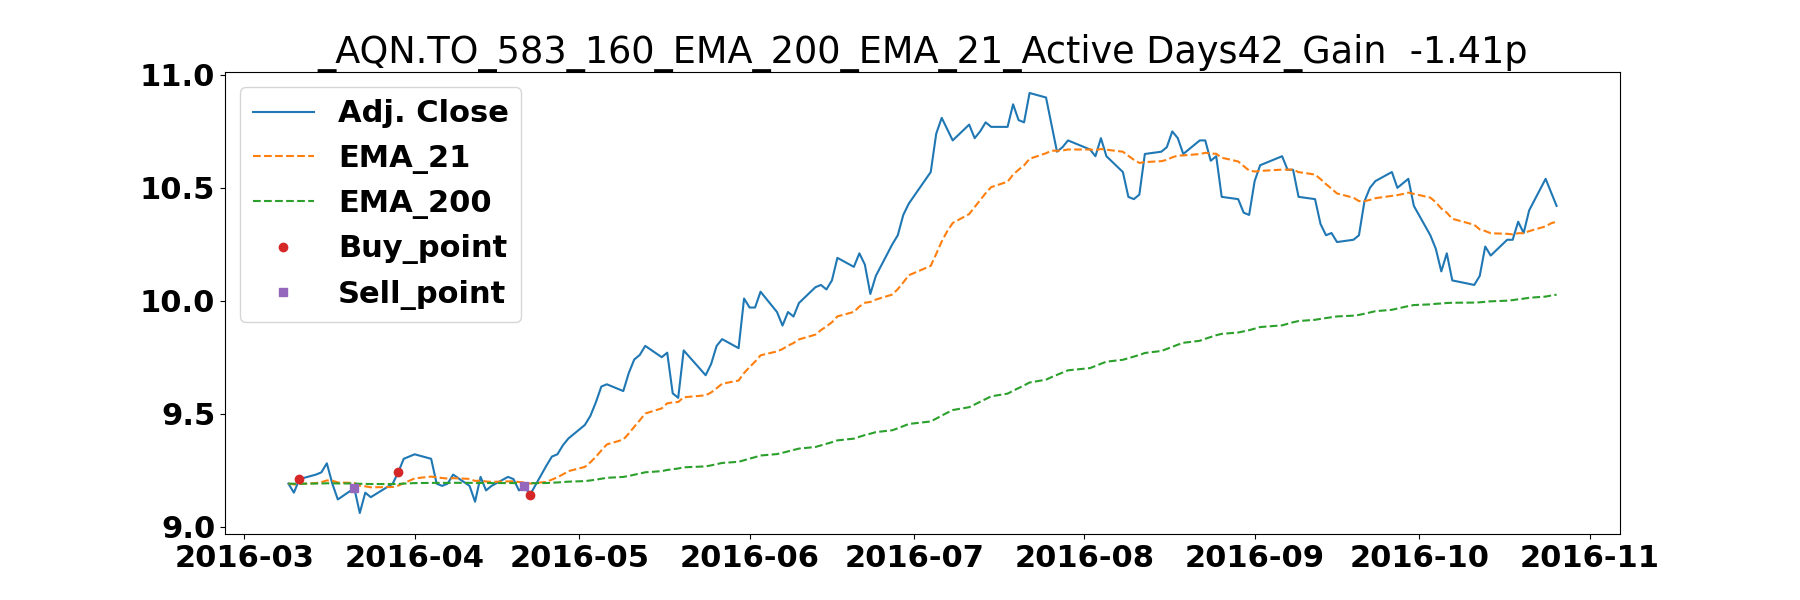 _AQN.TO_583_160_EMA_200_EMA_21_Active Days42_Gain  -1.41p
11.0
10.5
10.0
9.5
9.0
Adj. Close
EMA_21
EMA_200
Buy_point
Sell_point
2016-03 2016-04 2016-05 2016-06 2016-07 2016-08 2016-09 2016-10 2016-11